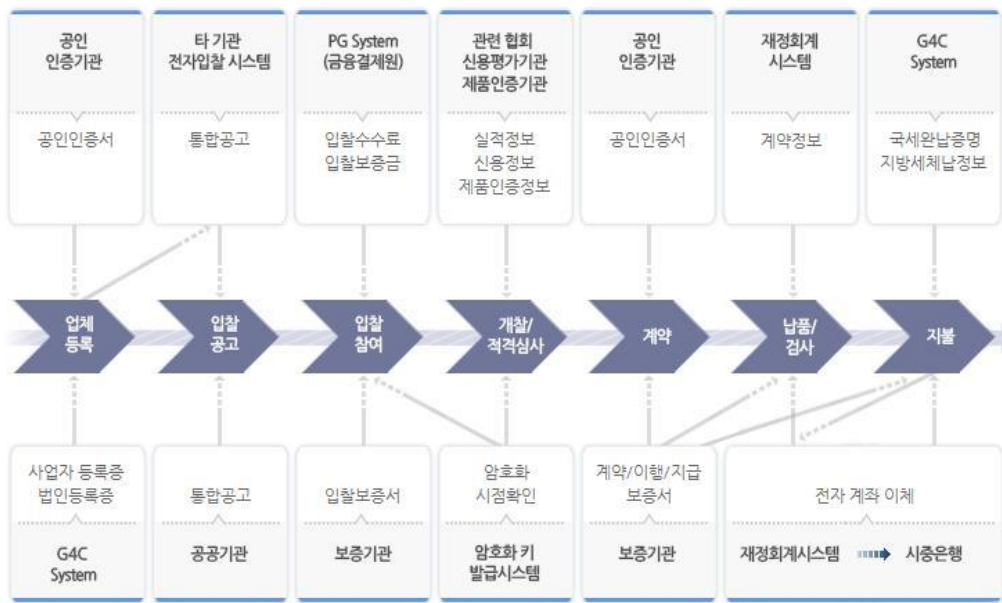 공인
인증기관
공인인증서
타 기관
전자입찰 시스템
통합공고
PG System
(금융결제원)
입찰수수료
입찰보증금
관련 협회
신용평가기관
제품인증기관
실적정보
신용정보
제품인증정보
공인
인증기관
공인인증서
재정회계
시스템
계약정보
G4C
System
국세완납증명
지방세체납정보
업체
등록
입찰
공고
입찰
참여
개찰/
적격심사
계약
납품/
검사
지불
사업자 등록증
법인등록증
G4C
System
통합공고
공공기관
입찰보증서
보증기관
암호화
시점확인
암호화 키
발급시스템
계약/이행/지급
보증서
보증기관
전자 계좌 이체
재정회계시스템
시중은행